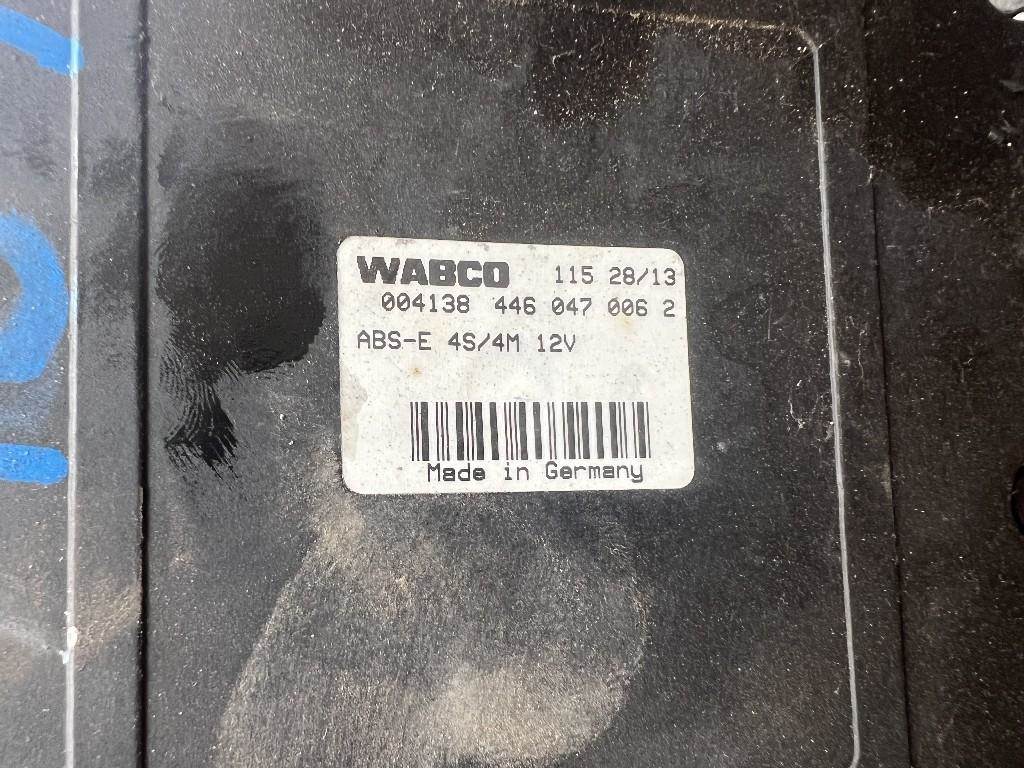 WABCO 115 28/13
004138 446 047 006 2
ABS-E 4S/4M 12V
Made in Germany